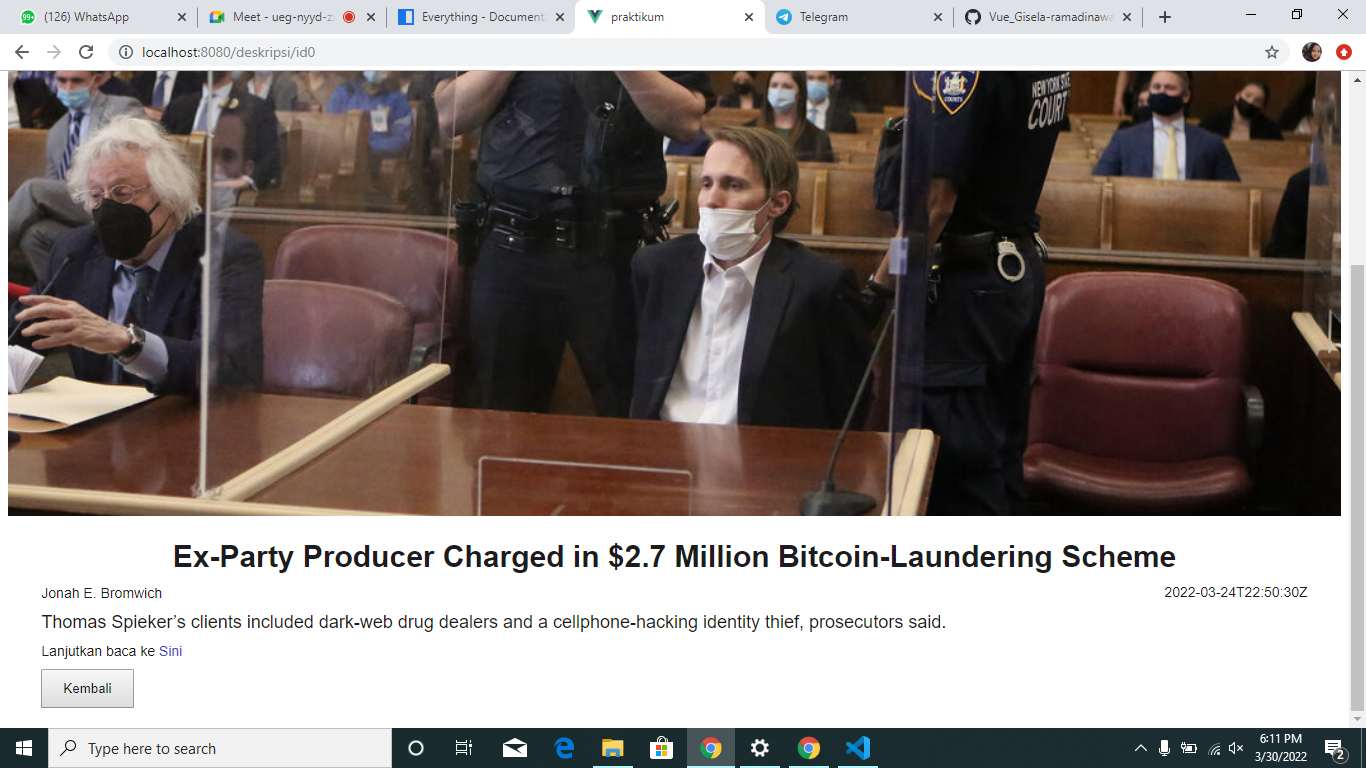 (126) WhatsApp
Meet - ueg-nyyd-z
Everything - Documenta
praktikum
Telegram
Vue_Gisela-ramadinawa
localhost:8080/deskripsi/id0
COURTS
NEW YORK STATE
COURT
Ex-Party Producer Charged in $2.7 Million Bitcoin-Laundering Scheme
Jonah E. Bromwich
2022-03-24T22:50:30Z
Thomas Spieker’s clients included dark-web drug dealers and a cellphone-hacking identity thief, prosecutors said.
Lanjutkan baca ke Sini
Kembali
Type here to search
6:11 PM
3/30/2022
2